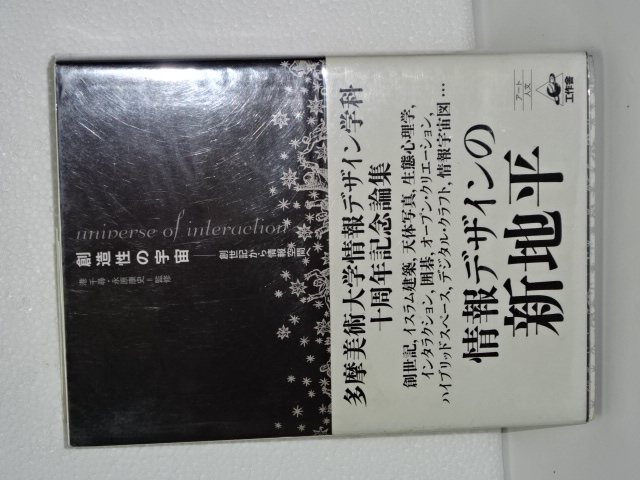 universe of interaction
創造性の宇宙
創世記から情報空間へ
港 千尋・永原康史＝監修
多摩美術大学情報デザイン学科
十周年記念論集
創世記、イスラム建築、天体写真、生態心理学、
インタラクション、囲碁、オープン・クリエーション、
ハイブリッドスペース、デジタル・クラフト、情報宇宙図…
情報デザインの
新地平
アート
人文
工作舎